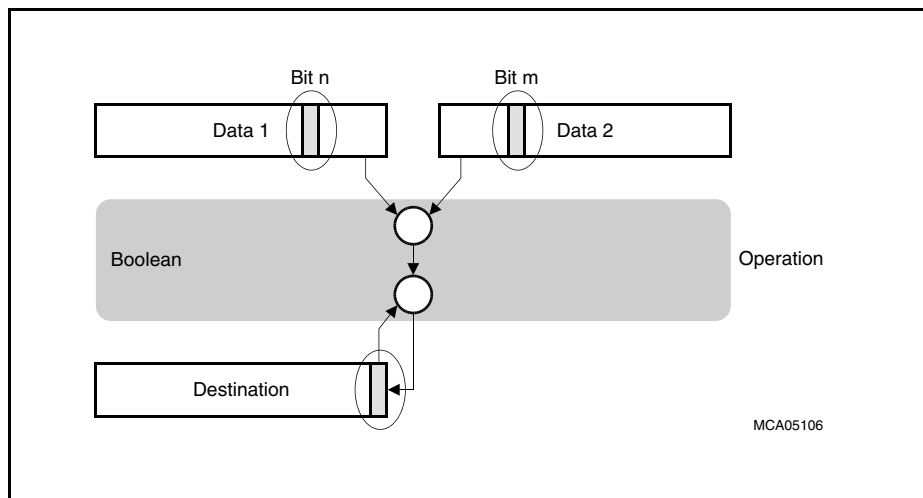 Bit n
Bit m
Data 1
Data 2
Boolean
Operation
Destination
MCA05106